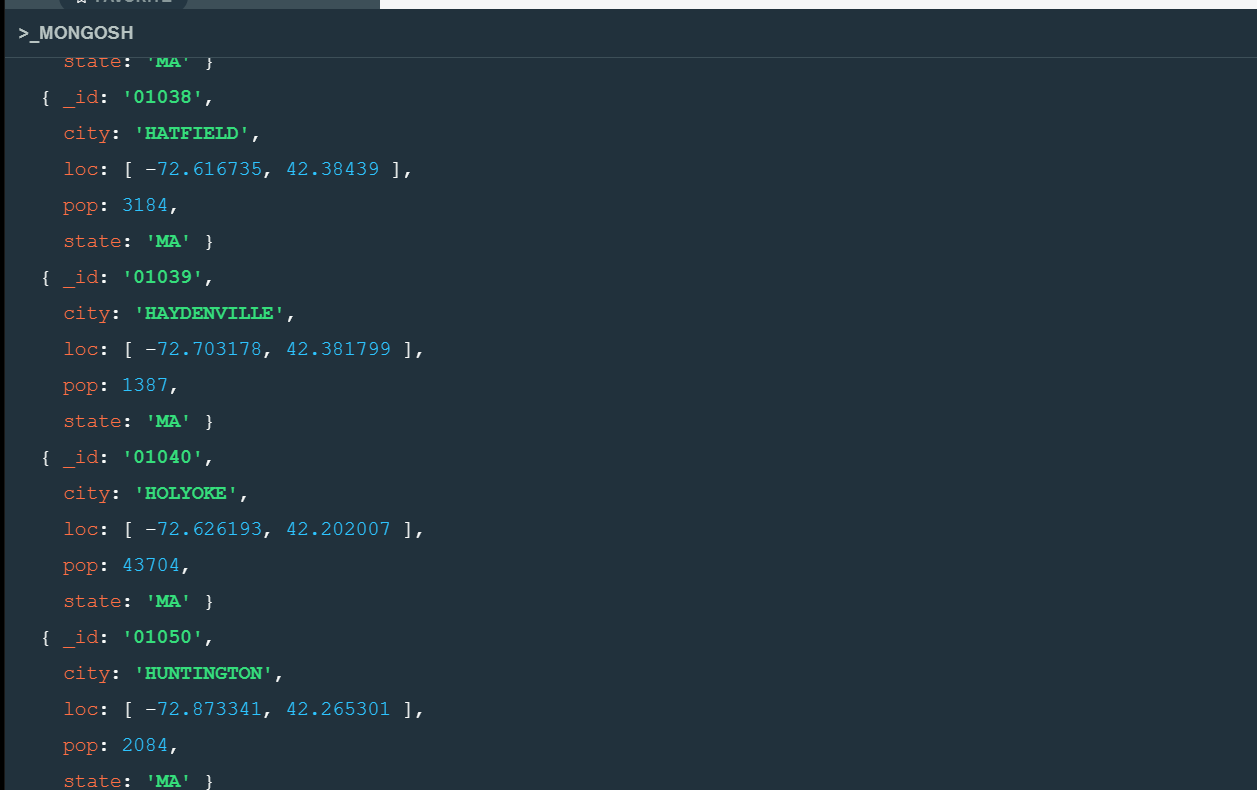 FAVORITE
>_MONGOSH
state: 'MA' }
{ _id: '01038',
city: 'HATFIELD',
loc: [ -72.616735, 42.38439 ],
pop: 3184,
state: 'MA' }
{ _id: '01039',
city: 'HAYDENVILLE',
loc: [ -72.703178, 42.381799 ],
pop: 1387,
state: 'MA' }
{ _id: '01040',
city: 'HOLYOKE',
loc: [ -72.626193, 42.202007 ],
pop: 43704,
state: 'MA' }
{ _id: '01050',
city: 'HUNTINGTON',
loc: [ -72.873341, 42.265301 ],
pop: 2084,
state: 'MA' }